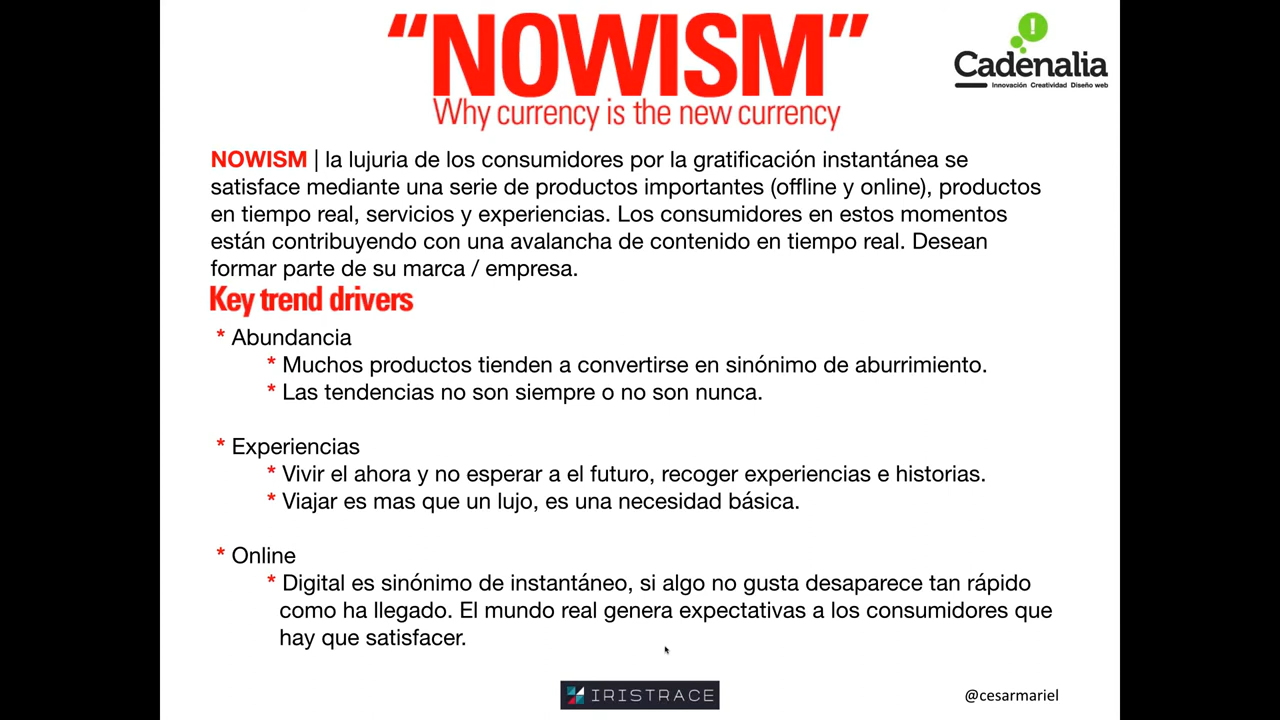 “NOWISM”
Why currency is the new currency
Cadenalia
Innovación Creatividad Diseño web
NOWISM | la lujuria de los consumidores por la gratificación instantánea se
satisface mediante una serie de productos importantes (offline y online), productos
en tiempo real, servicios y experiencias. Los consumidores en estos momentos
están contribuyendo con una avalancha de contenido en tiempo real. Desean
formar parte de su marca / empresa.
Key trend drivers
* Abundancia
* Muchos productos tienden a convertirse en sinónimo de aburrimiento.
* Las tendencias no son siempre o no son nunca.
* Experiencias
* Vivir el ahora y no esperar a el futuro, recoger experiencias e historias.
* Viajar es mas que un lujo, es una necesidad básica.
* Online
* Digital es sinónimo de instantáneo, si algo no gusta desaparece tan rápido
como ha llegado. El mundo real genera expectativas a los consumidores que
hay que satisfacer.
IRISTRACE
@cesarmariel